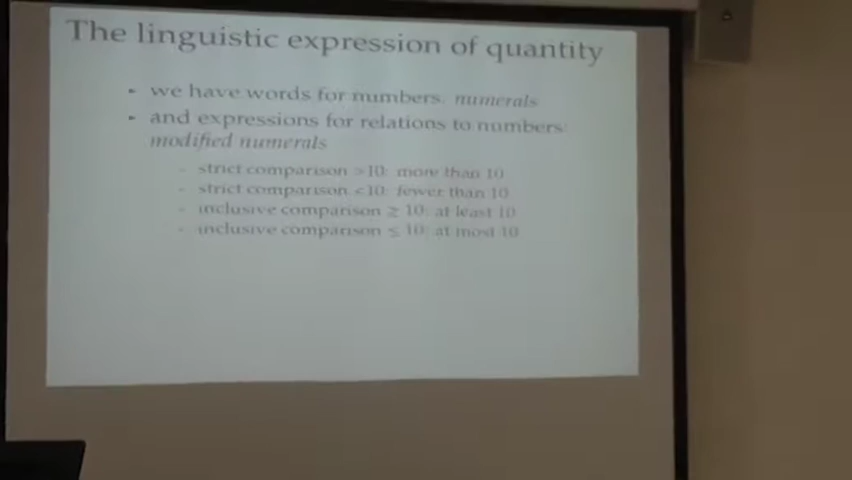 The linguistic expression of quantity
- we have words for numbers: numerals
- and expressions for relations to numbers:
modified numerals
- strict comparison >10: more than 10
- strict comparison <10: fewer than 10
- inclusive comparison ≥ 10: at least 10
- inclusive comparison ≤ 10: at most 10